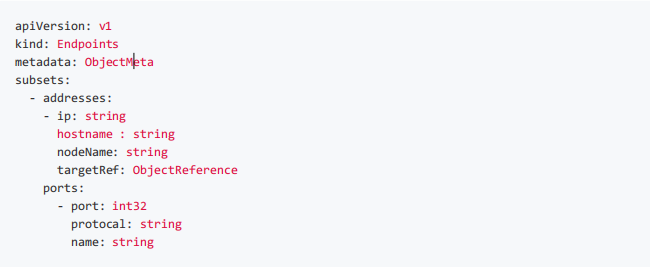 apiVersion: v1
kind: Endpoints
metadata: ObjectMeta
subsets:
  - addresses:
    - ip: string
      hostname : string
      nodeName: string
      targetRef: ObjectReference
    ports:
      - port: int32
        protocal: string
        name: string